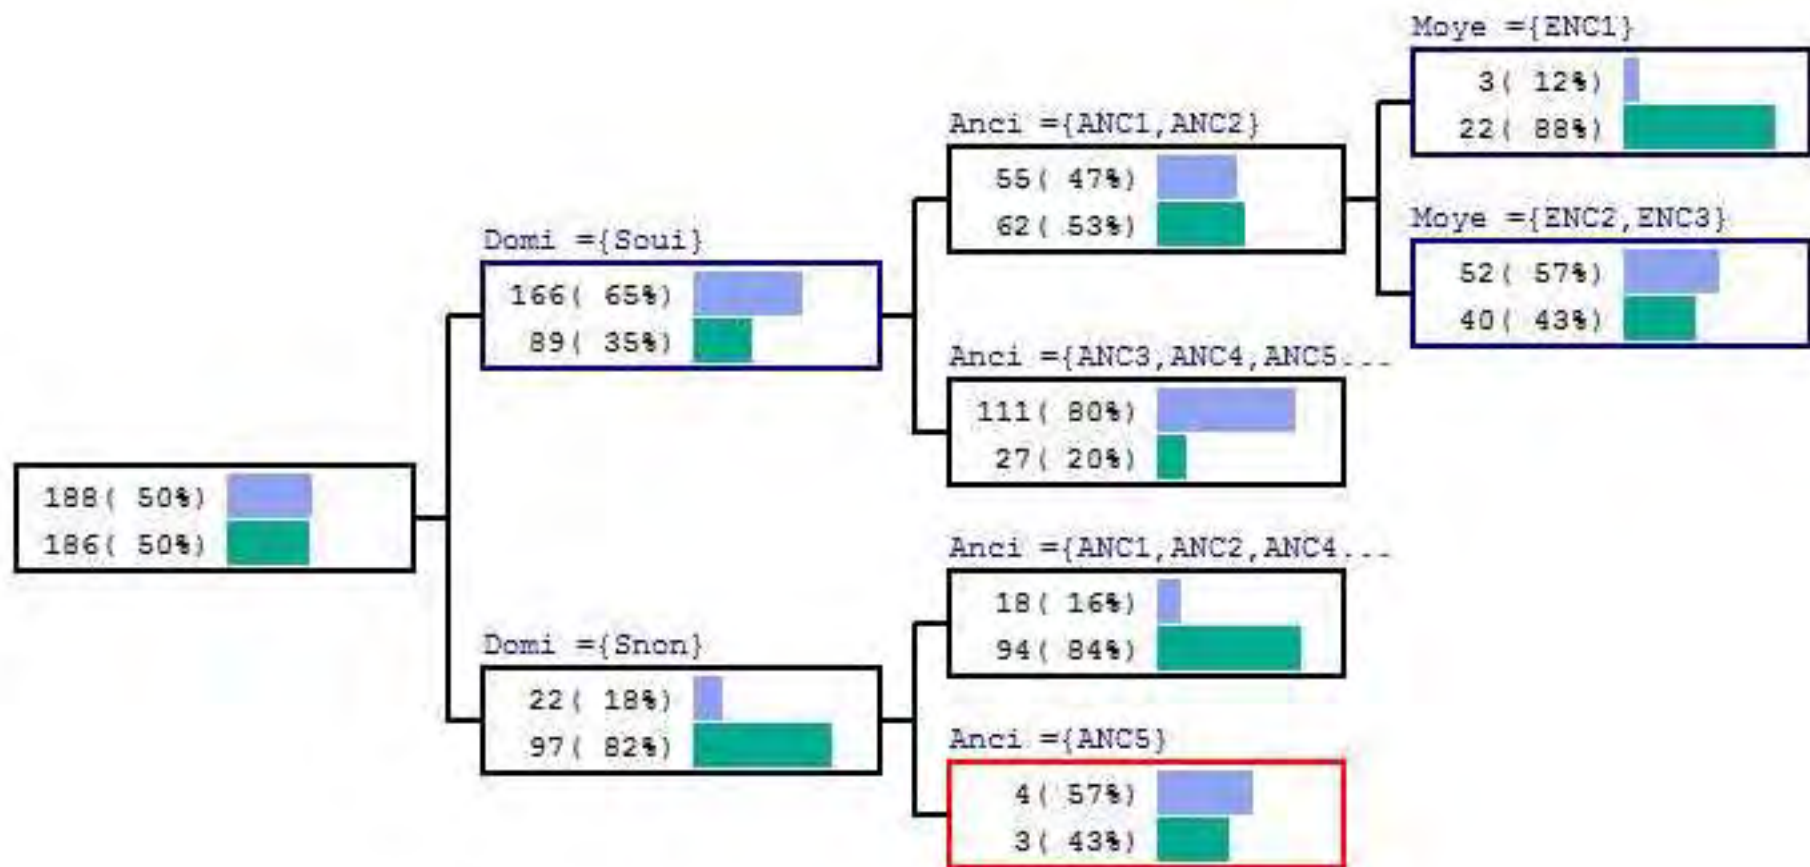 Moye ={ENC1}
3( 12%)
22( 88%)
Anci ={ANC1,ANC2}
55( 47%)
62( 53%)
Moye ={ENC2,ENC3}
52( 57%)
40( 43%)
Domi ={Soui}
166( 65%)
89( 35%)
Anci ={ANC3,ANC4,ANC5...
111( 80%)
27( 20%)
188( 50%)
186( 50%)
Anci ={ANC1,ANC2,ANC4...
18( 16%)
94( 84%)
Domi ={Snon}
22( 18%)
97( 82%)
Anci ={ANC5}
4( 57%)
3( 43%)